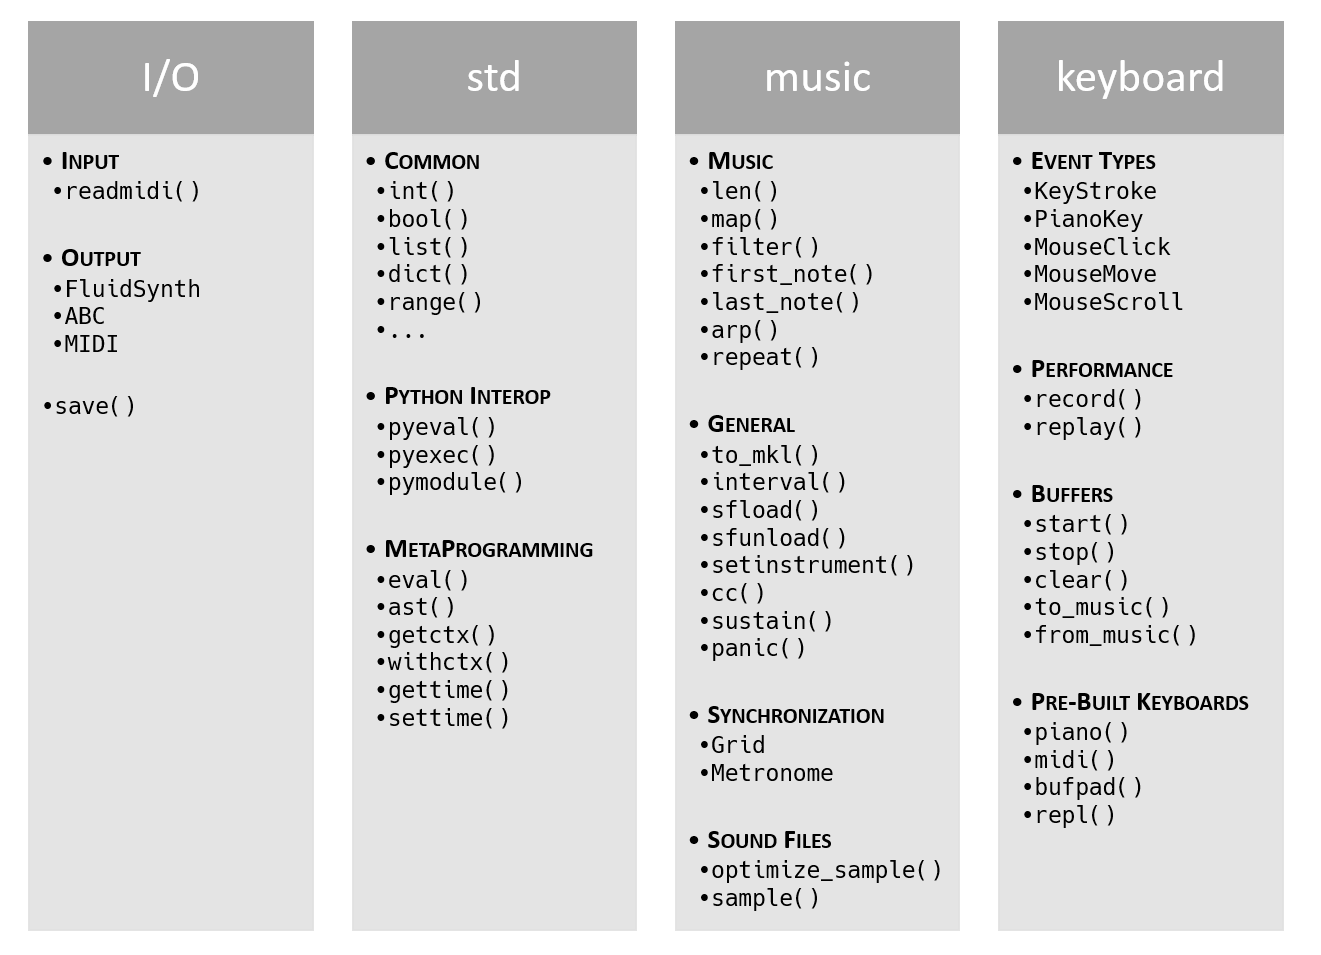 I/O
• INPUT
•readmidi()
• OUTPUT
•FluidSynth
•ABC
•MIDI
•save()
std
• COMMON
•int()
•bool()
•list()
•dict()
•range()
•...
• PYTHON INTEROP
•pyeval()
•pyexec()
•pymodule()
• METAPROGRAMMING
•eval()
•ast()
•getctx()
•withctx()
•gettime()
•settime()
music
• MUSIC
•len()
•map()
•filter()
•first_note()
•last_note()
•arp()
•repeat()
• GENERAL
•to_mkl()
•interval()
•sfload()
•sfunload()
•setinstrument()
•cc()
•sustain()
•panic()
• SYNCHRONIZATION
•Grid
•Metronome
• SOUND FILES
•optimize_sample()
•sample()
keyboard
• EVENT TYPES
•KeyStroke
•PianoKey
•MouseClick
•MouseMove
•MouseScroll
• PERFORMANCE
•record()
•replay()
• BUFFERS
•start()
•stop()
•clear()
•to_music()
•from_music()
• PRE-BUILT KEYBOARDS
•piano()
•midi()
•bufpad()
•repl()